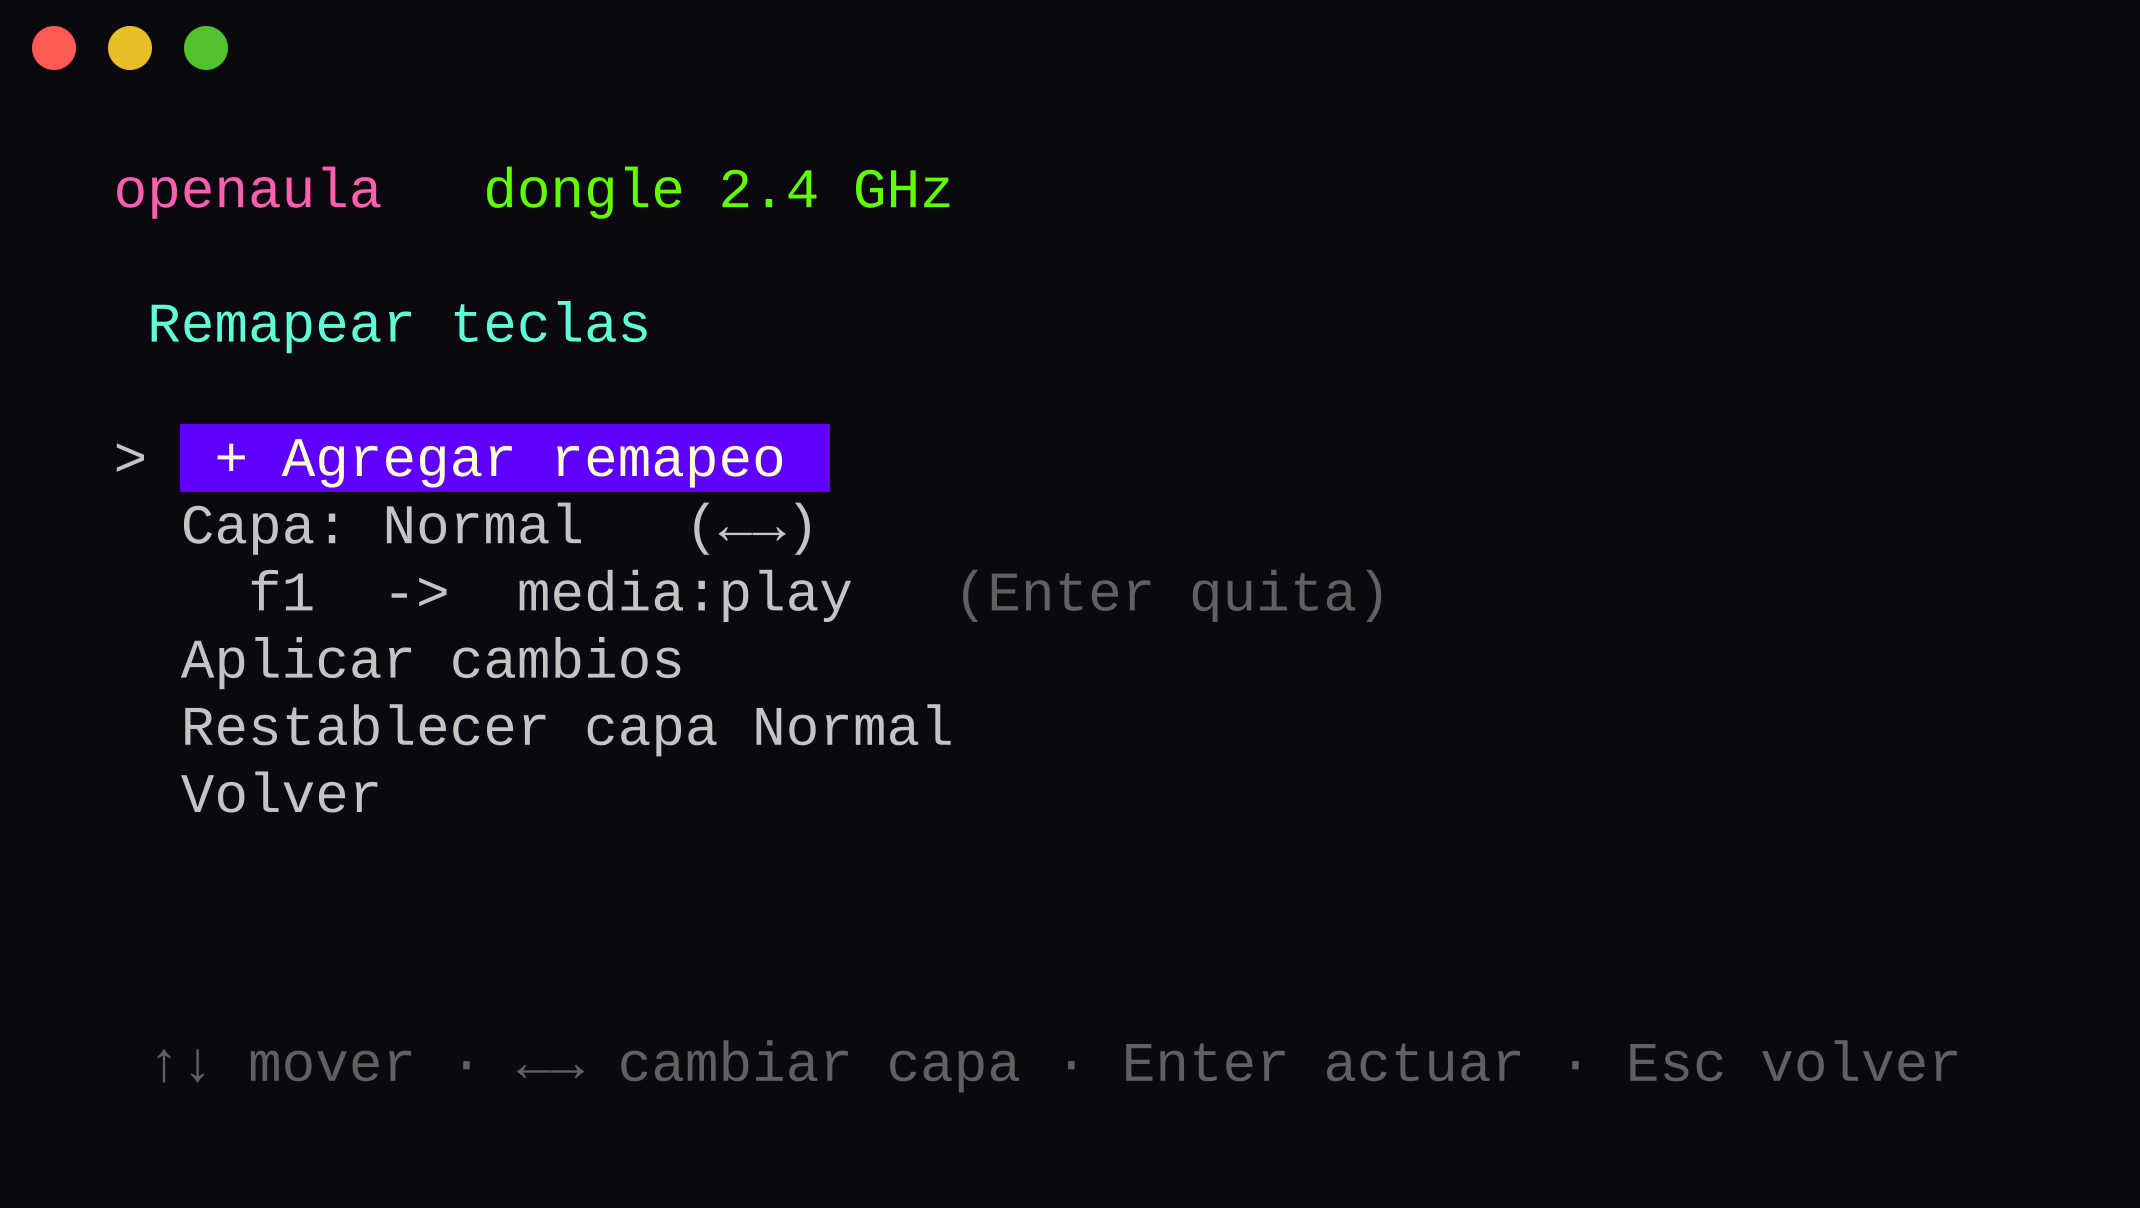 openaula   dongle 2.4 GHz
Remapear teclas
> + Agregar remapeo
Capa: Normal   (←→)
f1  ->  media:play   (Enter quita)
Aplicar cambios
Restablecer capa Normal
Volver
↑↓ mover · ←→ cambiar capa · Enter actuar · Esc volver